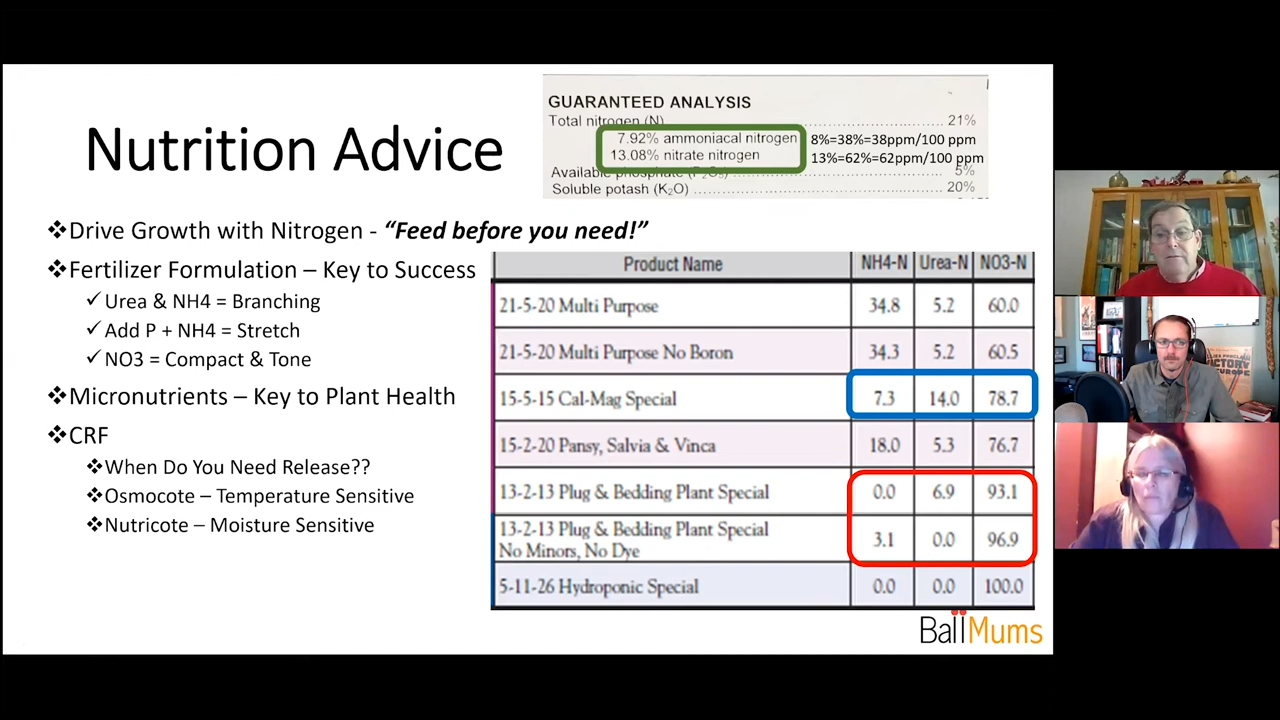 Nutrition Advice
GUARANTEED ANALYSIS
Total nitrogen (N) 21%
7.92% ammoniacal nitrogen 8%=38%=38ppm/100 ppm
13.08% nitrate nitrogen 13%=62%=62ppm/100 ppm
Available phosphate (P₂O₅) 5%
Soluble potash (K₂O) 20%
❖Drive Growth with Nitrogen - “Feed before you need!”
❖Fertilizer Formulation – Key to Success
✓Urea & NH4 = Branching
✓Add P + NH4 = Stretch
✓NO3 = Compact & Tone
❖Micronutrients – Key to Plant Health
❖CRF
❖When Do You Need Release??
❖Osmocote – Temperature Sensitive
❖Nutricote – Moisture Sensitive
Product Name NH4-N Urea-N NO3-N
21-5-20 Multi Purpose 34.8 5.2 60.0
21-5-20 Multi Purpose No Boron 34.3 5.2 60.5
15-5-15 Cal-Mag Special 7.3 14.0 78.7
15-2-20 Pansy, Salvia & Vinca 18.0 5.3 76.7
13-2-13 Plug & Bedding Plant Special 0.0 6.9 93.1
13-2-13 Plug & Bedding Plant Special
No Minors, No Dye 3.1 0.0 96.9
5-11-26 Hydroponic Special 0.0 0.0 100.0
BallMums
VICTORY
EUROPE